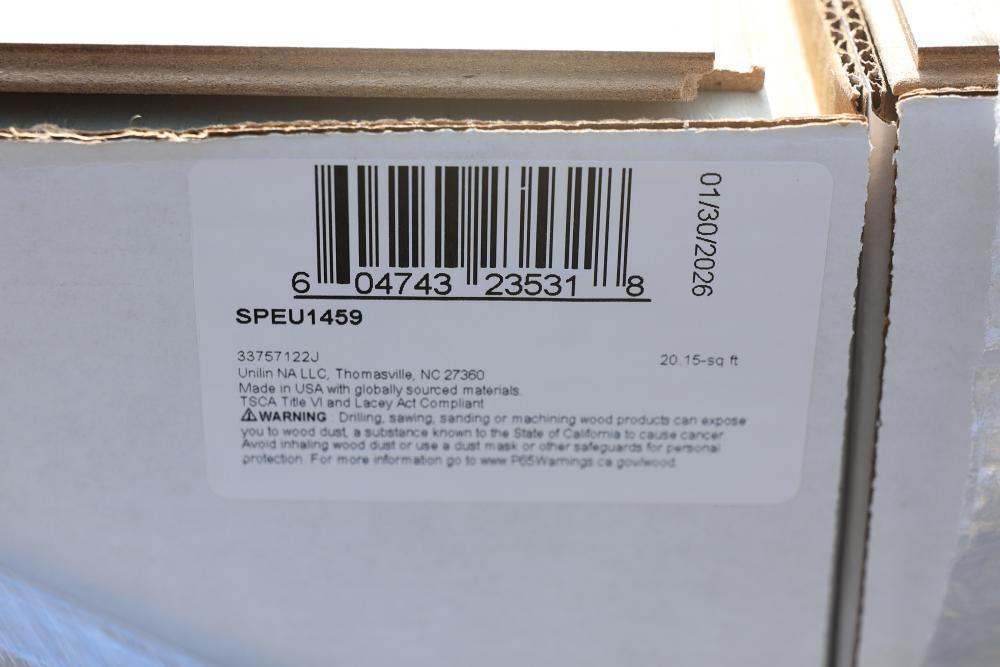 6 04743 23531 8
01/30/2026
SPEU1459
33757122J
20.15-sq ft
Unilin NA LLC, Thomasville, NC 27360
Made in USA with globally sourced materials.
TSCA Title VI and Lacey Act Compliant
⚠WARNING : Drilling, sawing, sanding or machining wood products can expose
you to wood dust, a substance known to the State of California to cause cancer.
Avoid inhaling wood dust or use a dust mask or other safeguards for personal
protection. For more information go to www.P65Warnings.ca.gov/wood